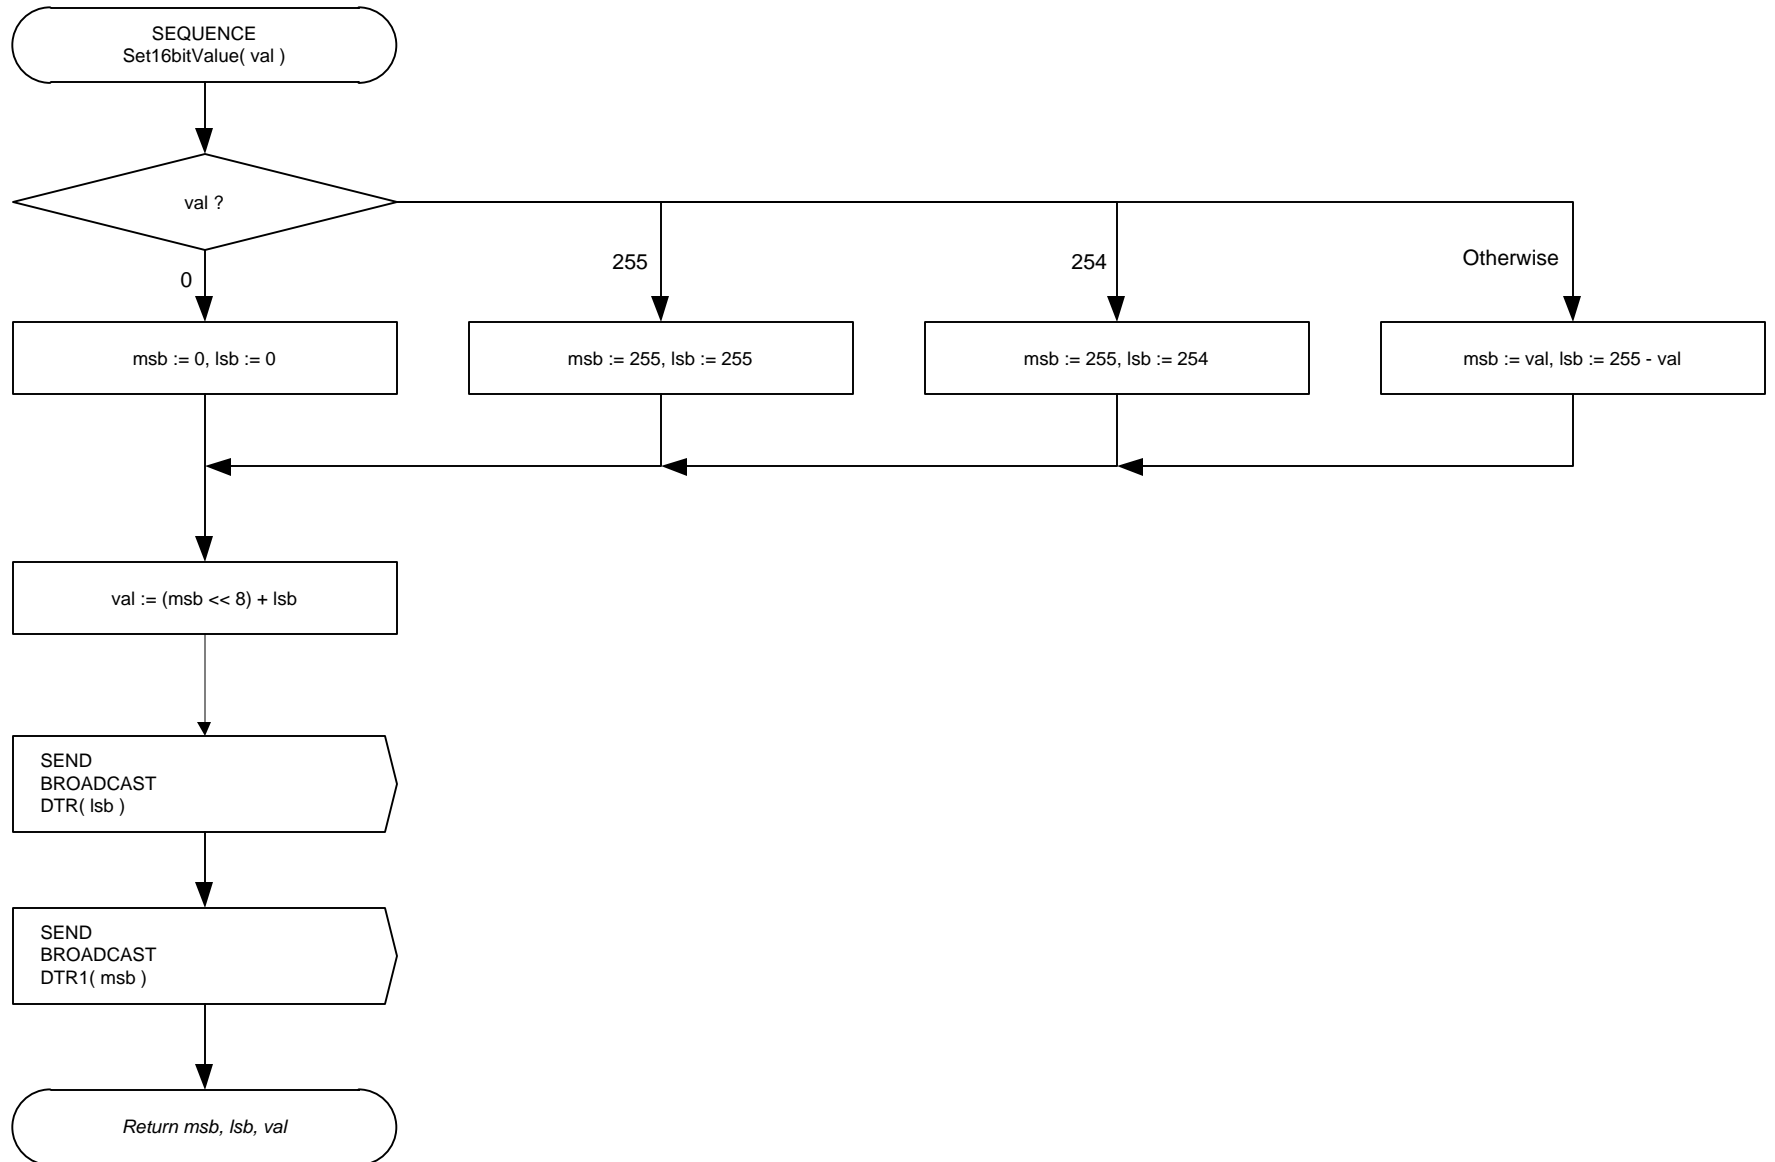 SEQUENCE
Set16bitValue( val )
val ?
0
255
254
Otherwise
msb := 0, lsb := 0
msb := 255, lsb := 255
msb := 255, lsb := 254
msb := val, lsb := 255 - val
val := (msb << 8) + lsb
SEND
BROADCAST
DTR( lsb )
SEND
BROADCAST
DTR1( msb )
Return msb, lsb, val